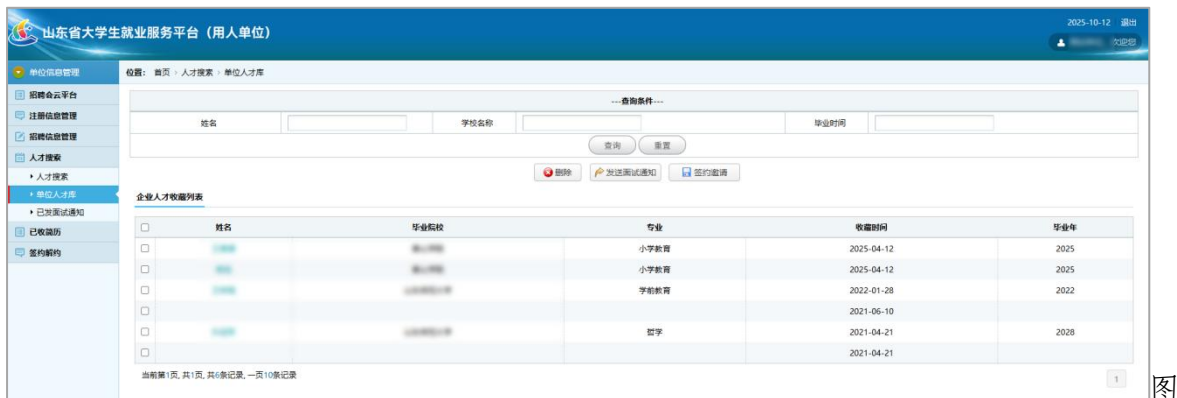 山东省大学生就业服务平台（用人单位）
2025-10-12 退出
欢迎您
单位信息管理
位置： 首页 › 人才搜索 › 单位人才库
招聘会云平台
注册信息管理
招聘信息管理
人才搜索
人才搜索
单位人才库
已发面试通知
已收简历
签约解约
---查询条件---
姓名 学校名称 毕业时间
查询 重置
删除 发送面试通知 签约邀请
企业人才收藏列表
姓名 毕业院校 专业 收藏时间 毕业年
小学教育 2025-04-12 2025
小学教育 2025-04-12 2025
学前教育 2022-01-28 2022
2021-06-10
哲学 2021-04-21 2028
2021-04-21
当前第1页, 共1页, 共6条记录, 一页10条记录
1
图